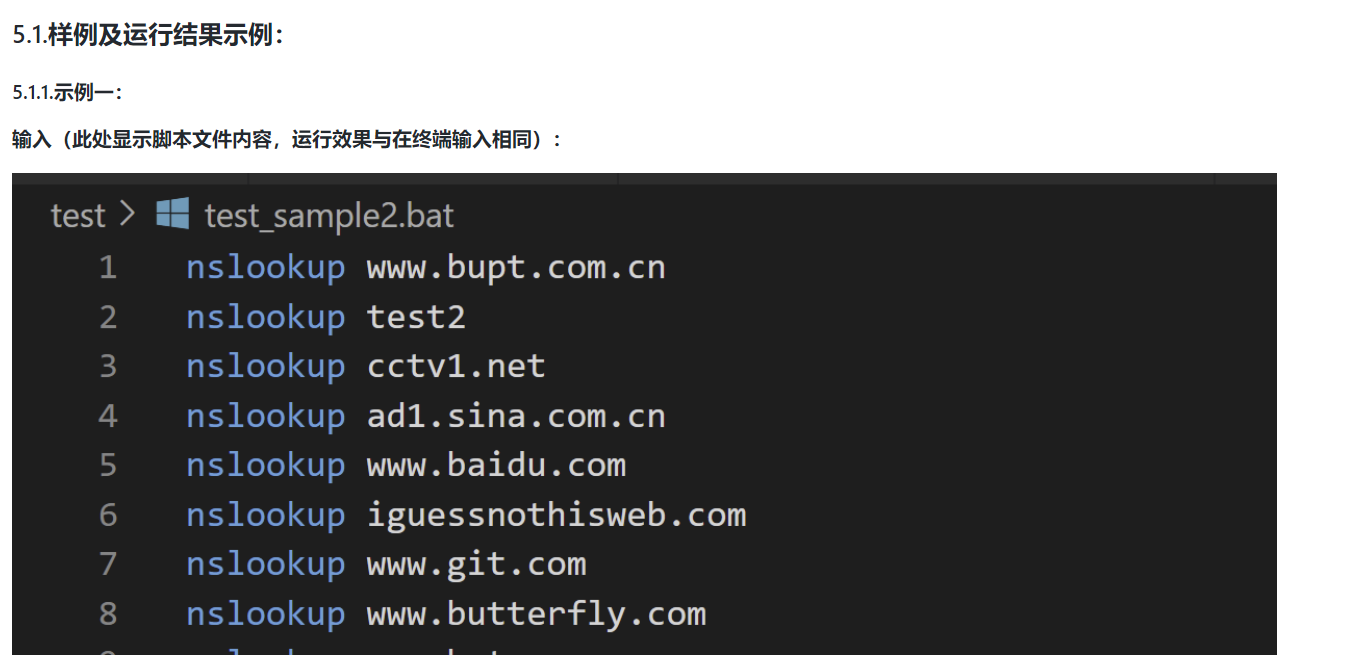 5.1.样例及运行结果示例：
5.1.1.示例一：
输入（此处显示脚本文件内容，运行效果与在终端输入相同）：
test > test_sample2.bat
1 nslookup www.bupt.com.cn
2 nslookup test2
3 nslookup cctv1.net
4 nslookup ad1.sina.com.cn
5 nslookup www.baidu.com
6 nslookup iguessnothisweb.com
7 nslookup www.git.com
8 nslookup www.butterfly.com